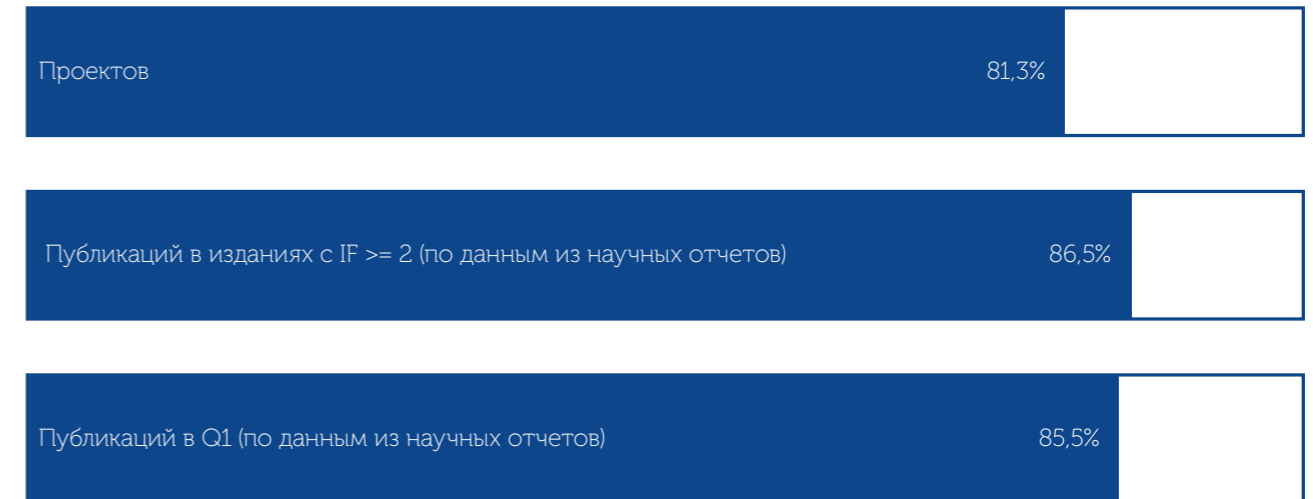 Проектов 81,3%
Публикаций в изданиях с IF >= 2 (по данным из научных отчетов) 86,5%
Публикаций в Q1 (по данным из научных отчетов) 85,5%